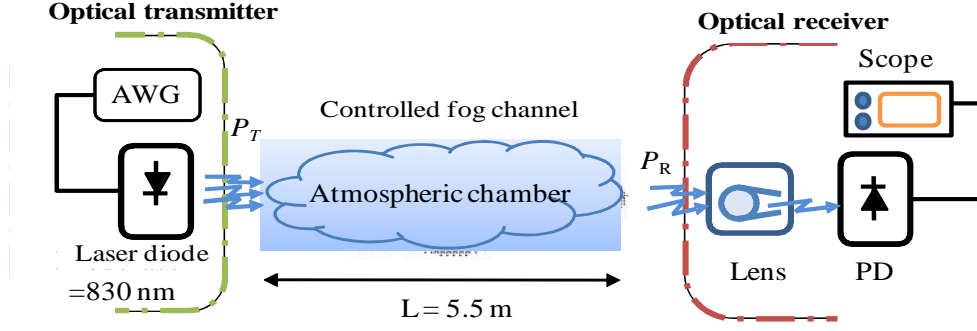 Optical transmitter
AWG
P_T
Laser diode
=830 nm
Controlled fog channel
Atmospheric chamber
L= 5.5 m
Optical receiver
Scope
P_R
Lens
PD